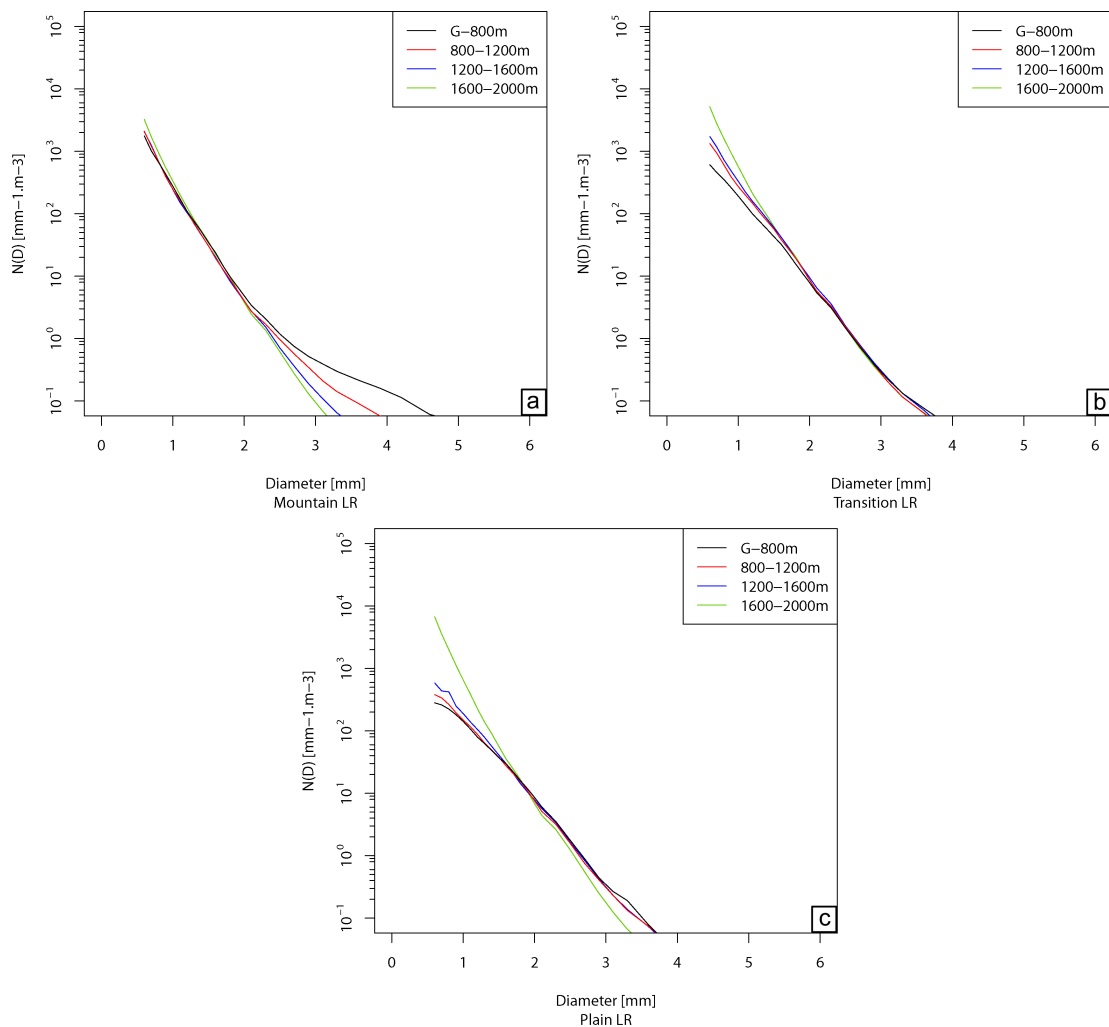 G−800m
800−1200m
1200−1600m
1600−2000m
N(D) [mm−1.m−3]
10^5
10^4
10^3
10^2
10^1
10^0
10^−1
a
0 1 2 3 4 5 6
Diameter [mm]
Mountain LR
G−800m
800−1200m
1200−1600m
1600−2000m
N(D) [mm−1.m−3]
10^5
10^4
10^3
10^2
10^1
10^0
10^−1
b
0 1 2 3 4 5 6
Diameter [mm]
Transition LR
G−800m
800−1200m
1200−1600m
1600−2000m
N(D) [mm−1.m−3]
10^5
10^4
10^3
10^2
10^1
10^0
10^−1
c
0 1 2 3 4 5 6
Diameter [mm]
Plain LR